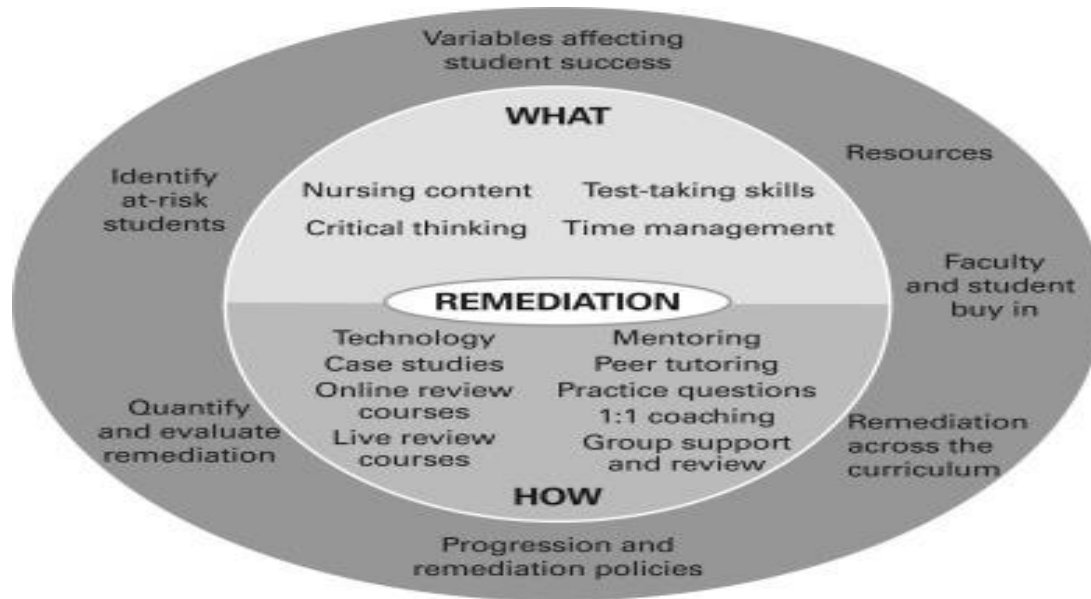 Variables affecting
student success
WHAT
Resources
Identify
at-risk
students
Nursing content
Test-taking skills
Critical thinking
Time management
Faculty
and student
buy in
REMEDIATION
Technology
Mentoring
Case studies
Peer tutoring
Online review
courses
Practice questions
1:1 coaching
Live review
courses
Group support
and review
Quantify
and evaluate
remediation
Remediation
across the
curriculum
HOW
Progression and
remediation policies